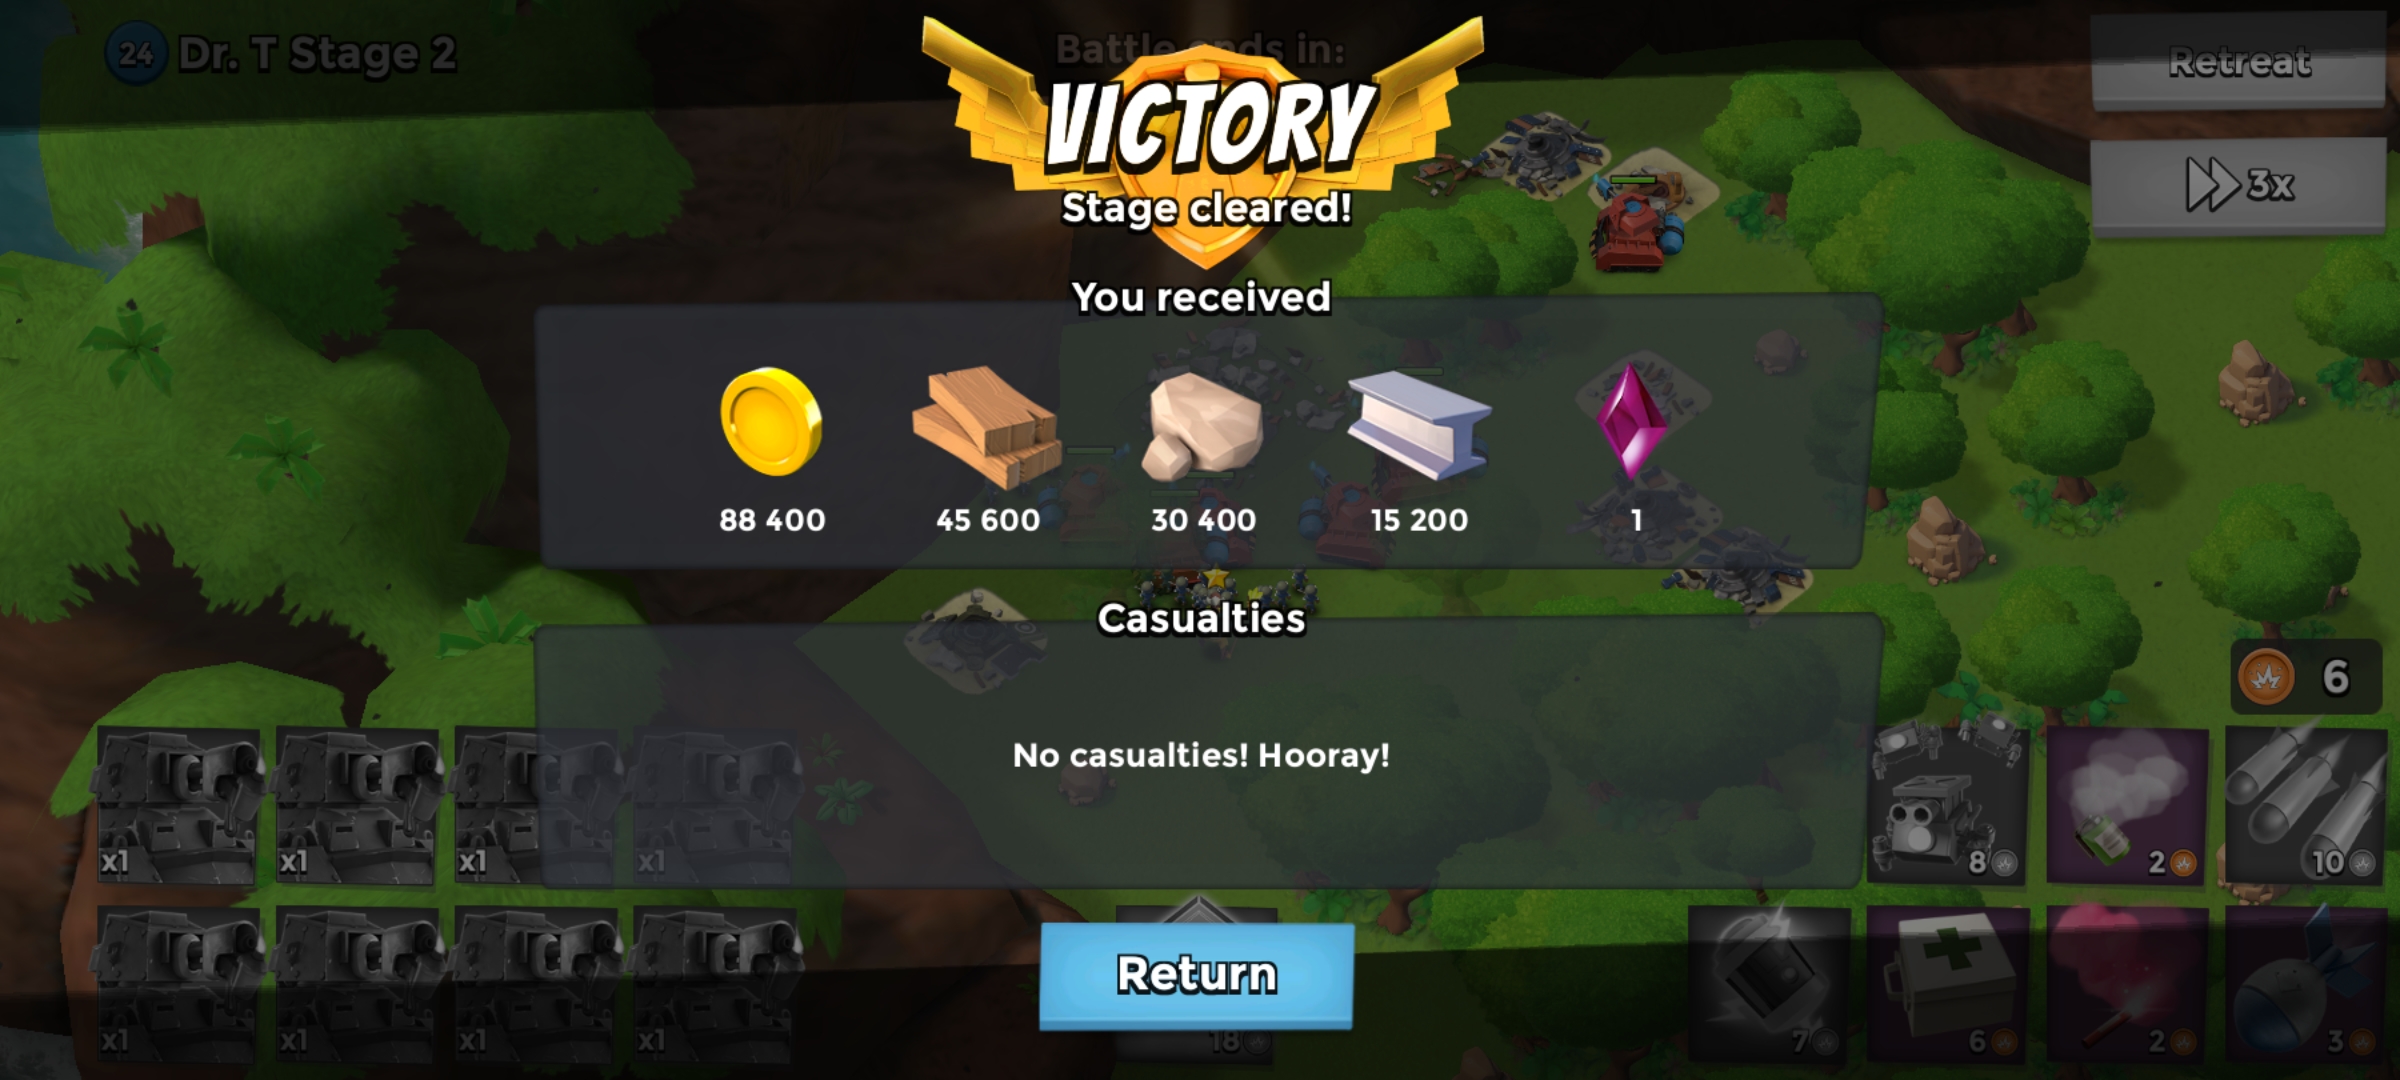 24 Dr. T Stage 2
Battle ends in:
Retreat
3x
VICTORY
Stage cleared!
You received
88 400
45 600
30 400
15 200
1
Casualties
No casualties! Hooray!
6
x1
x1
x1
x1
8
2
10
x1
x1
x1
x1
Return
18
7
6
2
3